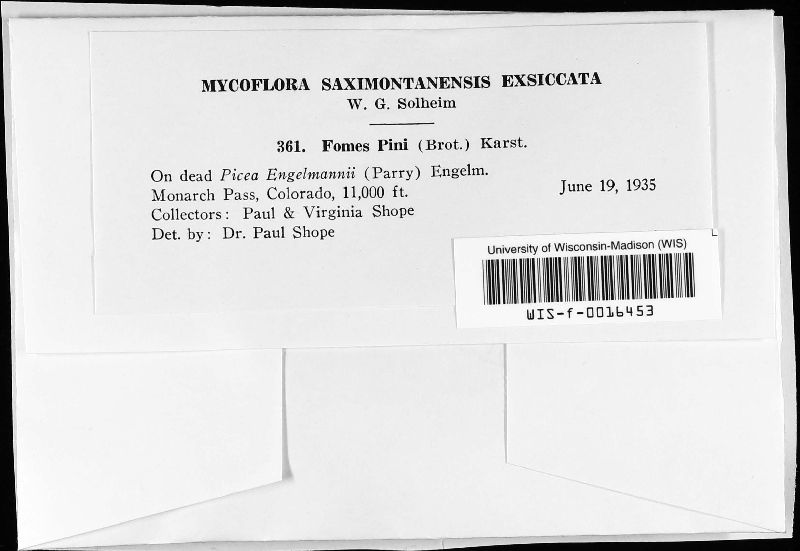 MYCOFLORA SAXIMONTANENSIS EXSICCATA
W. G. Solheim
361. Fomes Pini (Brot.) Karst.
On dead Picea Engelmannii (Parry) Engelm.
Monarch Pass, Colorado, 11,000 ft.
June 19, 1935
Collectors: Paul & Virginia Shope
Det. by: Dr. Paul Shope
University of Wisconsin-Madison (WIS)
WIS-f-0016453